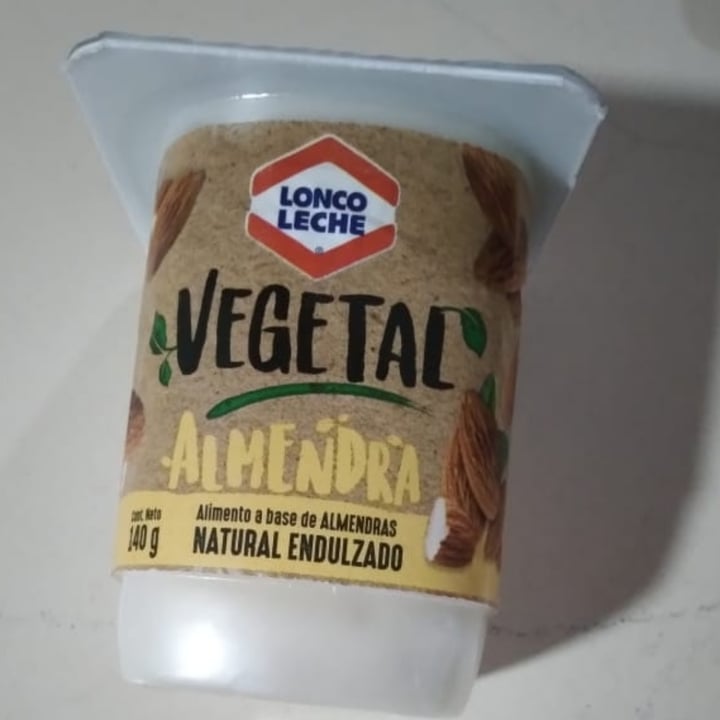 LONCO
LECHE
®
VEGETAL
ALMENDRA
Cont. Neto
140 g
Alimento a base de ALMENDRAS
NATURAL ENDULZADO